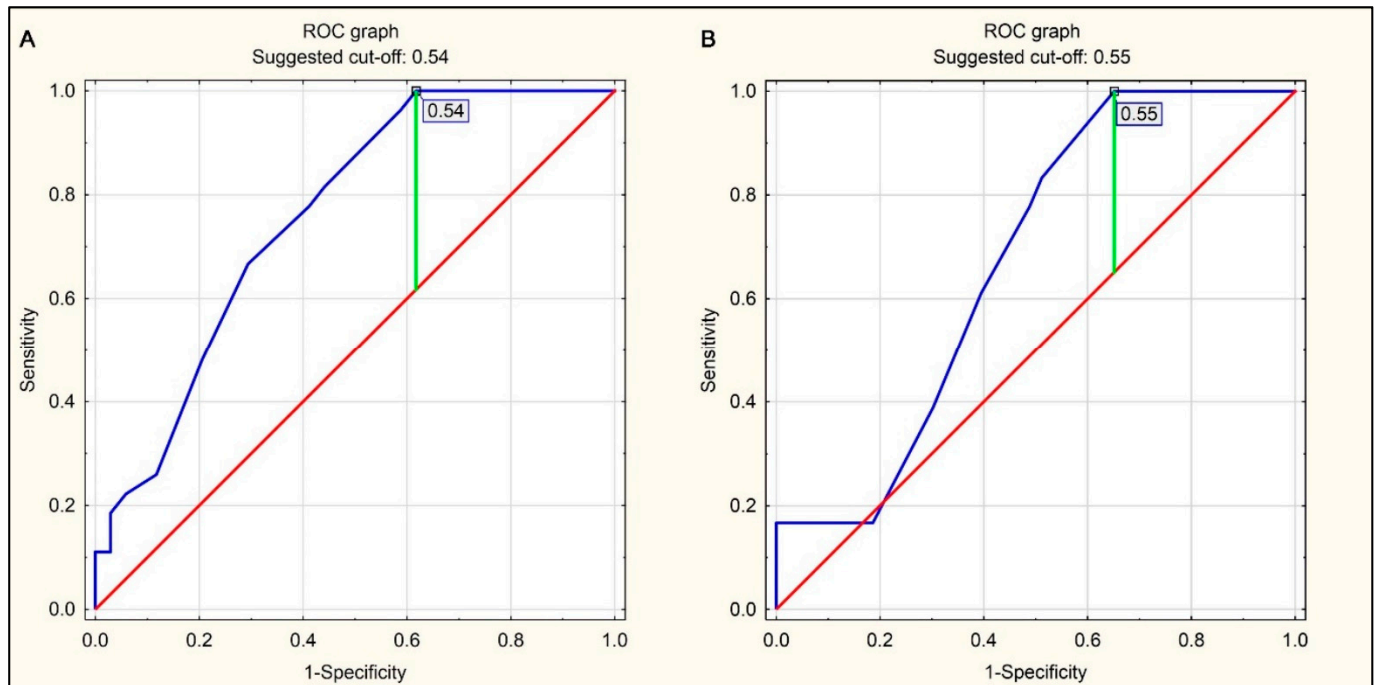 A
ROC graph
Suggested cut-off: 0.54
1.0
0.54
0.8
0.6
Sensitivity
0.4
0.2
0.0
0.0 0.2 0.4 0.6 0.8 1.0
1-Specificity
B
ROC graph
Suggested cut-off: 0.55
1.0
0.55
0.8
0.6
Sensitivity
0.4
0.2
0.0
0.0 0.2 0.4 0.6 0.8 1.0
1-Specificity